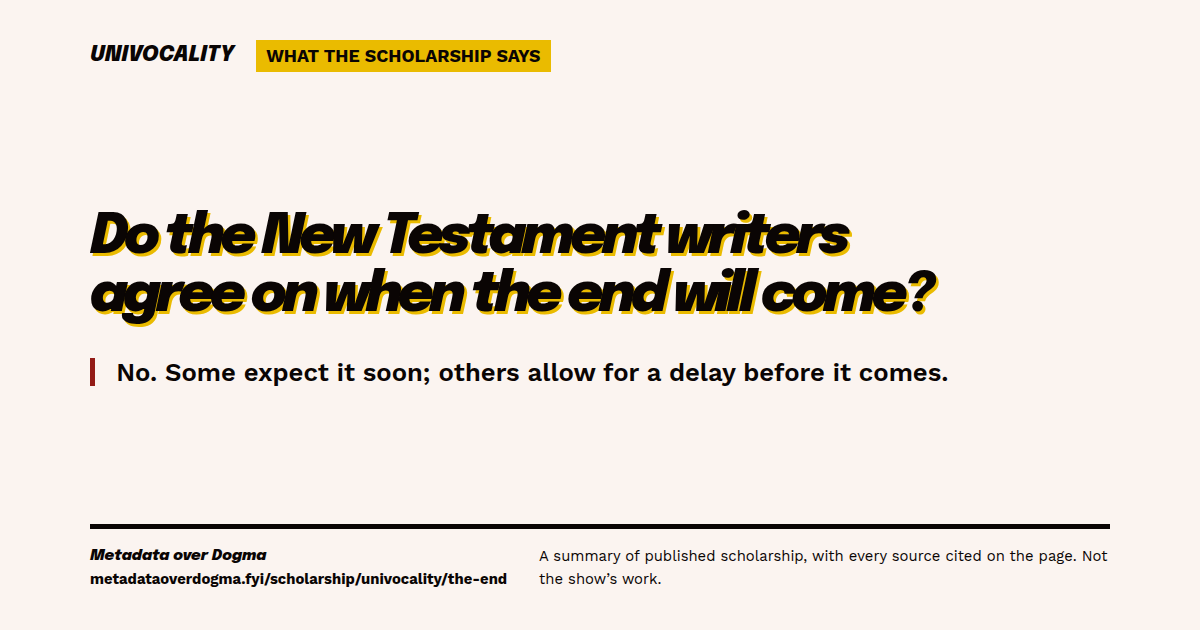 UNIVOCALITY
WHAT THE SCHOLARSHIP SAYS
Do the New Testament writers
agree on when the end will come?
No. Some expect it soon; others allow for a delay before it comes.
Metadata over Dogma
metadataoverdogma.fyi/scholarship/univocality/the-end
A summary of published scholarship, with every source cited on the page. Not
the show’s work.